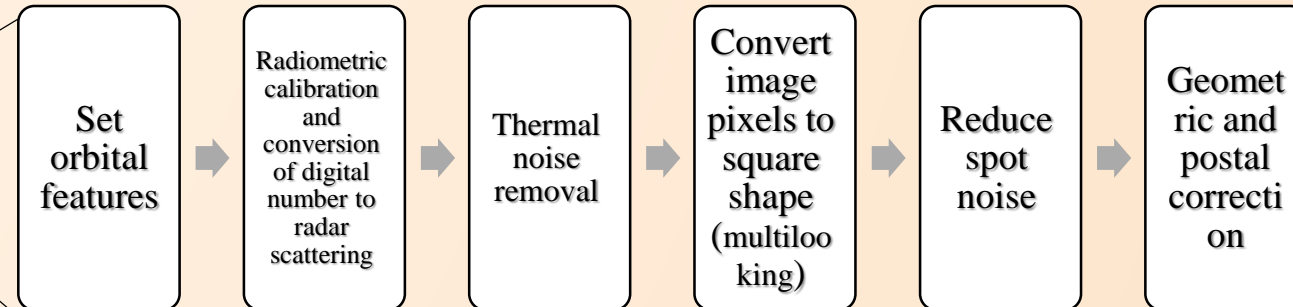 Set
orbital
features
Radiometric
calibration
and
conversion
of digital
number to
radar
scattering
Thermal
noise
removal
Convert
image
pixels to
square
shape
(multiloo
king)
Reduce
spot
noise
Geomet
ric and
postal
correcti
on